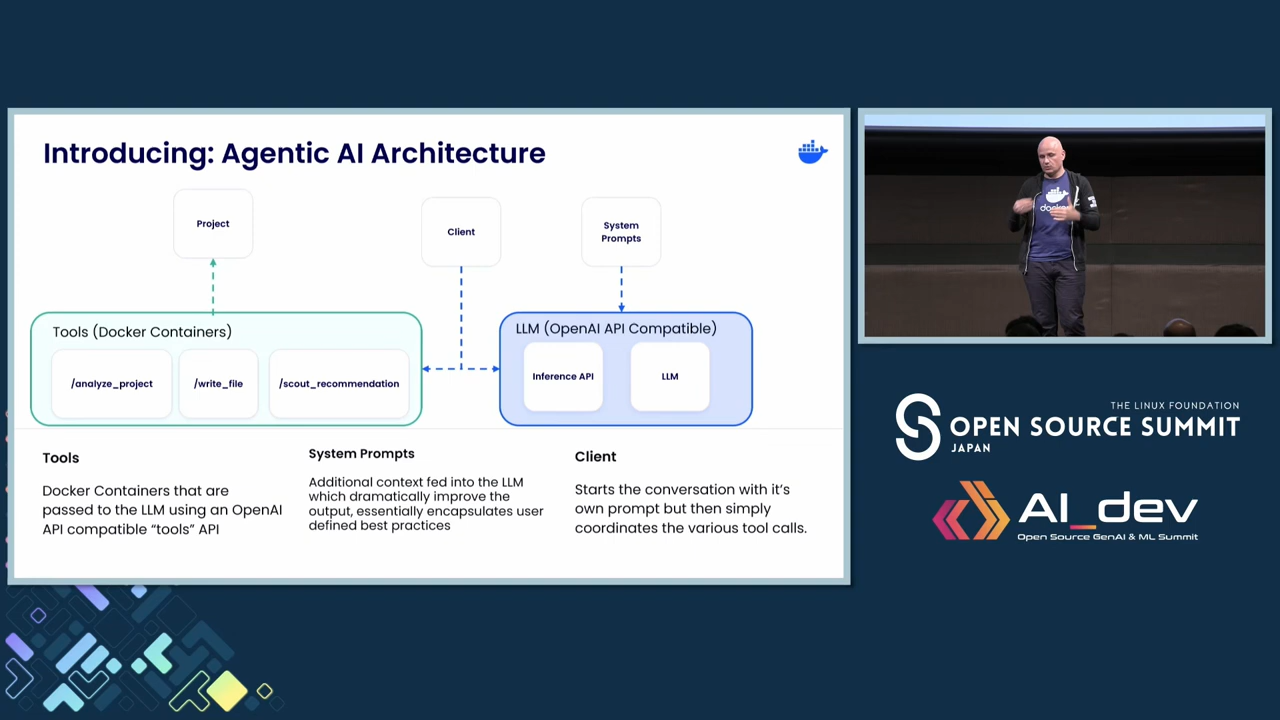 Introducing: Agentic AI Architecture
Project
Client
System
Prompts
Tools (Docker Containers)
/analyze_project
/write_file
/scout_recommendation
LLM (OpenAI API Compatible)
Inference API
LLM
Tools
Docker Containers that are
passed to the LLM using an OpenAI
API compatible “tools” API
System Prompts
Additional context fed into the LLM
which dramatically improve the
output, essentially encapsulates user
defined best practices
Client
Starts the conversation with it’s
own prompt but then simply
coordinates the various tool calls.
docker
THE LINUX FOUNDATION
OPEN SOURCE SUMMIT
JAPAN
AI_dev
Open Source GenAI & ML Summit